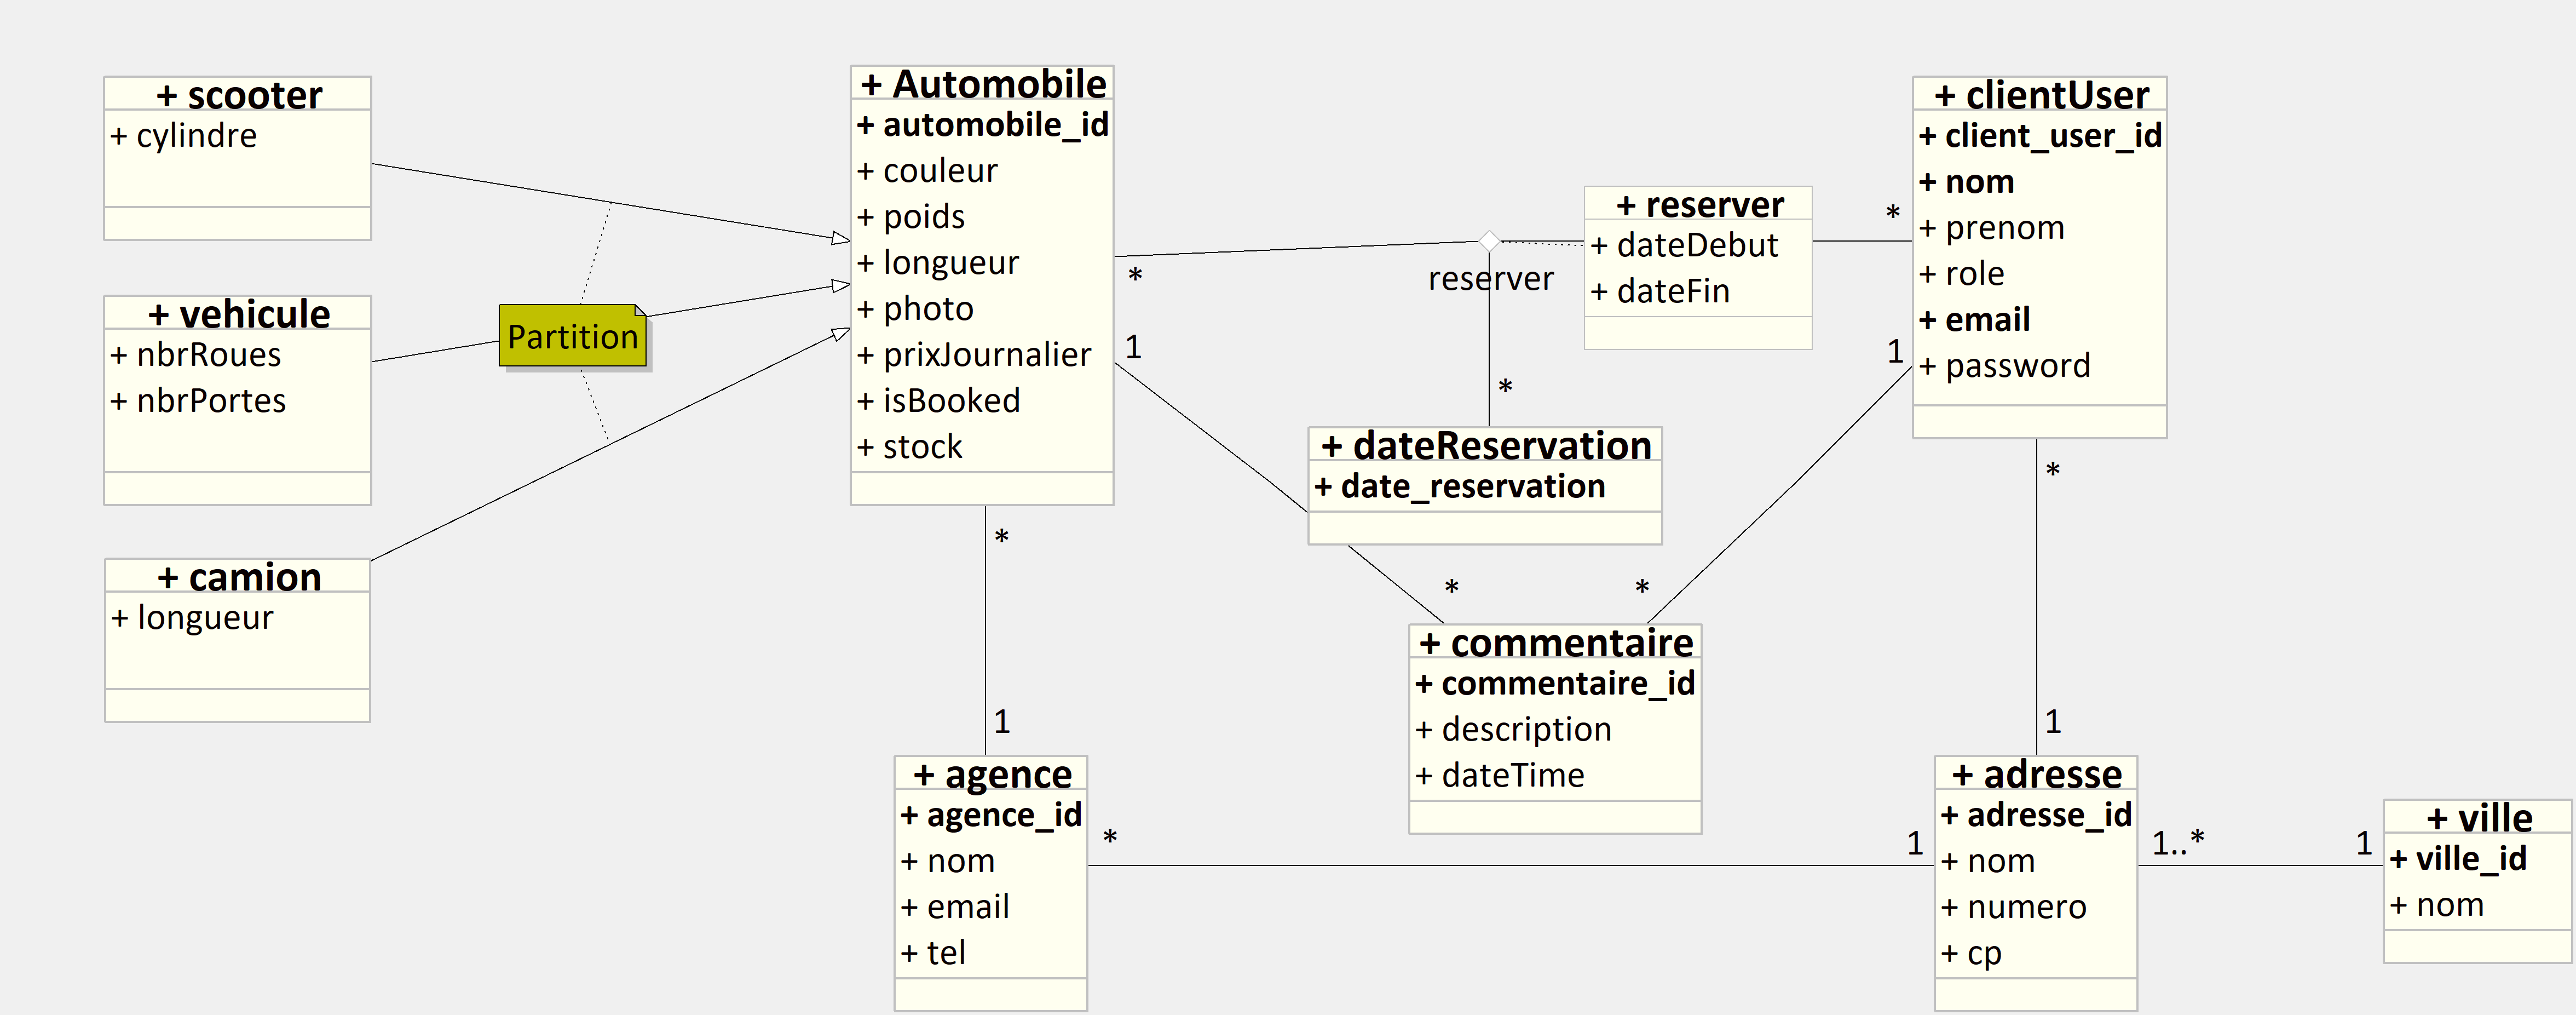 + scooter
+ cylindre
+ vehicule
+ nbrRoues
+ nbrPortes
+ camion
+ longueur
Partition
+ Automobile
+ automobile_id
+ couleur
+ poids
+ longueur
+ photo
+ prixJournalier
+ isBooked
+ stock
*
1
*
1
reserver
+ reserver
+ dateDebut
+ dateFin
*
*
+ dateReservation
+ date_reservation
+ clientUser
+ client_user_id
+ nom
+ prenom
+ role
+ email
+ password
1
*
*
*
1
+ commentaire
+ commentaire_id
+ description
+ dateTime
+ agence
+ agence_id
+ nom
+ email
+ tel
*
1
+ adresse
+ adresse_id
+ nom
+ numero
+ cp
1..*
1
+ ville
+ ville_id
+ nom